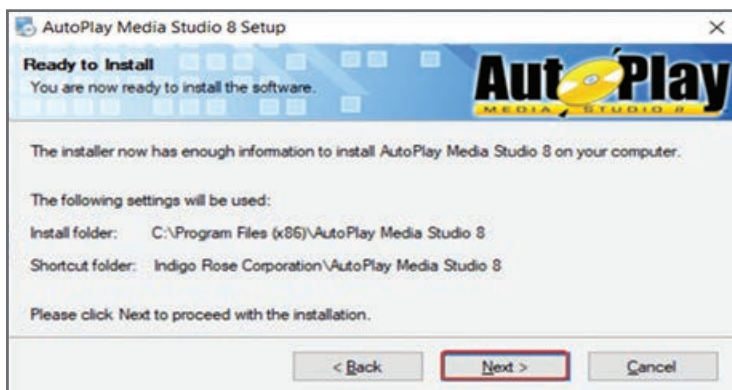 AutoPlay Media Studio 8 Setup
Ready to Install
You are now ready to install the software.
AutoPlay
MEDIA STUDIO 8
The installer now has enough information to install AutoPlay Media Studio 8 on your computer.
The following settings will be used:
Install folder: C:\Program Files (x86)\AutoPlay Media Studio 8
Shortcut folder: Indigo Rose Corporation\AutoPlay Media Studio 8
Please click Next to proceed with the installation.
< Back Next > Cancel